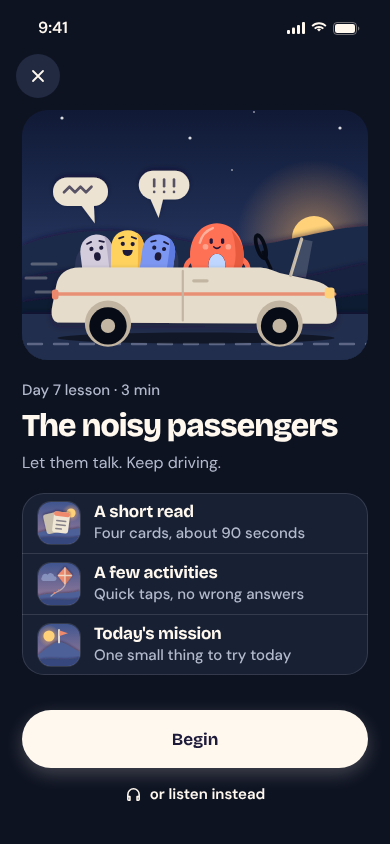 9:41
!!!
Day 7 lesson · 3 min
The noisy passengers
Let them talk. Keep driving.
A short read
Four cards, about 90 seconds
A few activities
Quick taps, no wrong answers
Today's mission
One small thing to try today
Begin
or listen instead